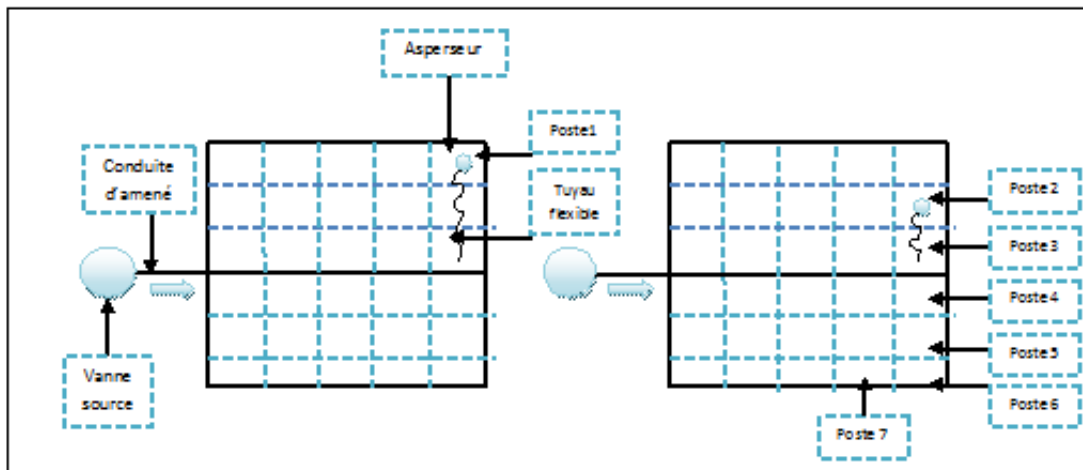 Asperseur
Poste1
Conduite
d'amené
Tuyau
flexible
Vanne
source
Poste 2
Poste 3
Poste 4
Poste 5
Poste 6
Poste 7